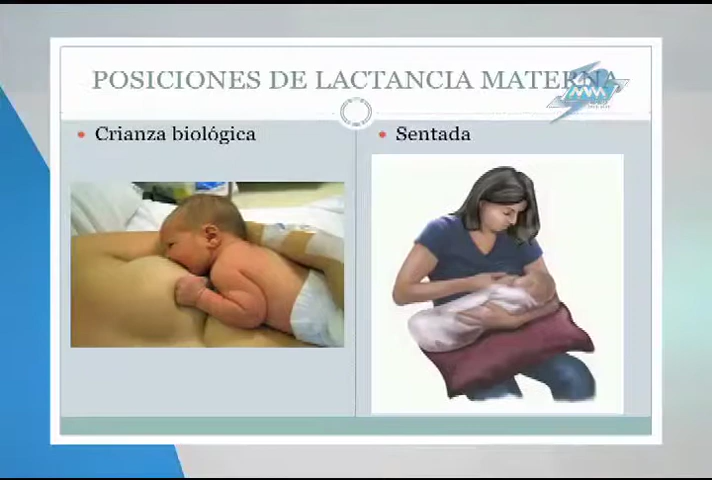 POSICIONES DE LACTANCIA MATERNA
• Crianza biológica
• Sentada